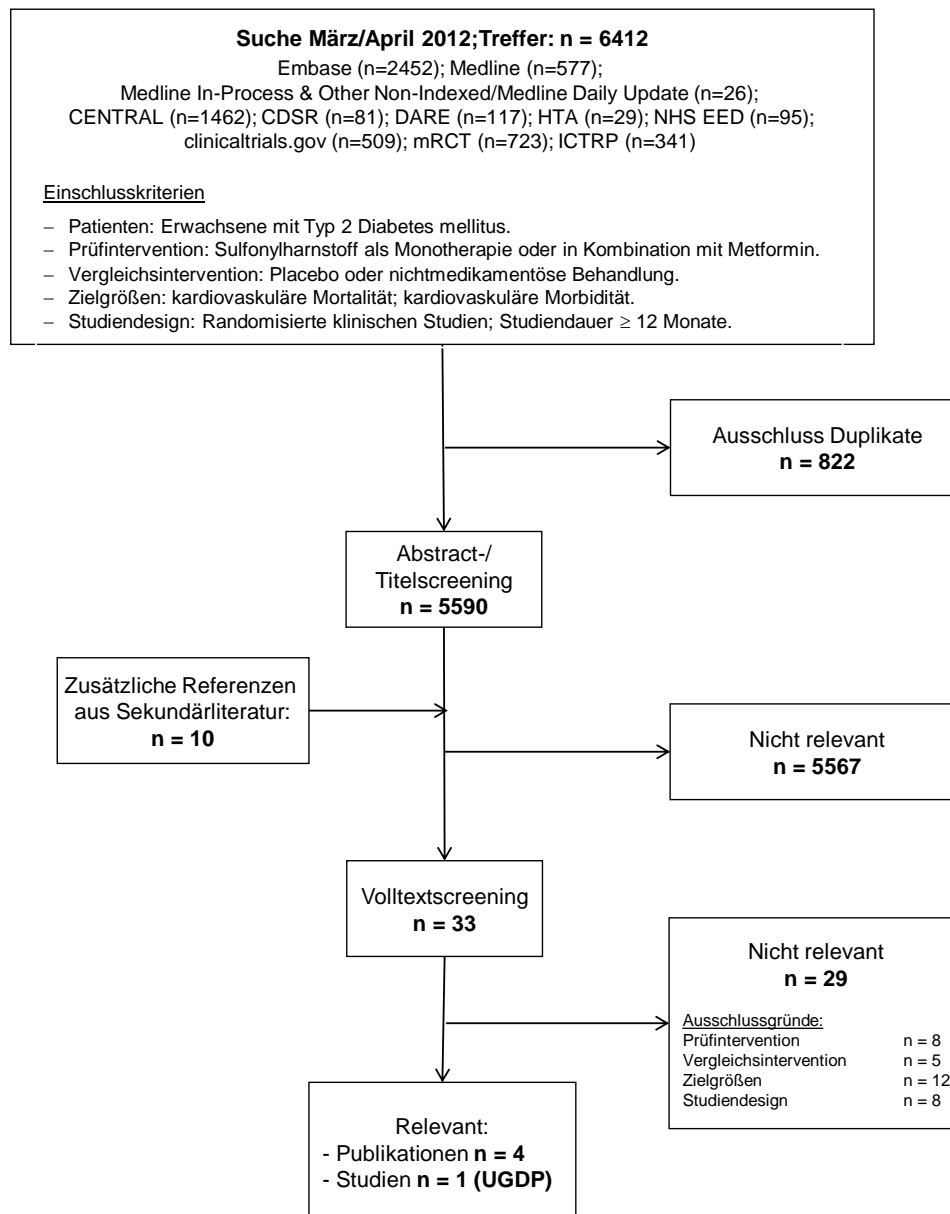 Suche März/April 2012;Treffer: n = 6412
Embase (n=2452); Medline (n=577);
Medline In-Process & Other Non-Indexed/Medline Daily Update (n=26);
CENTRAL (n=1462); CDSR (n=81); DARE (n=117); HTA (n=29); NHS EED (n=95);
clinicaltrials.gov (n=509); mRCT (n=723); ICTRP (n=341)
Einschlusskriterien
– Patienten: Erwachsene mit Typ 2 Diabetes mellitus.
– Prüfintervention: Sulfonylharnstoff als Monotherapie oder in Kombination mit Metformin.
– Vergleichsintervention: Placebo oder nichtmedikamentöse Behandlung.
– Zielgrößen: kardiovaskuläre Mortalität; kardiovaskuläre Morbidität.
– Studiendesign: Randomisierte klinischen Studien; Studiendauer ≥ 12 Monate.
Ausschluss Duplikate
n = 822
Abstract-/
Titelscreening
n = 5590
Zusätzliche Referenzen
aus Sekundärliteratur:
n = 10
Nicht relevant
n = 5567
Volltextscreening
n = 33
Nicht relevant
n = 29
Ausschlussgründe:
Prüfintervention n = 8
Vergleichsintervention n = 5
Zielgrößen n = 12
Studiendesign n = 8
Relevant:
- Publikationen n = 4
- Studien n = 1 (UGDP)